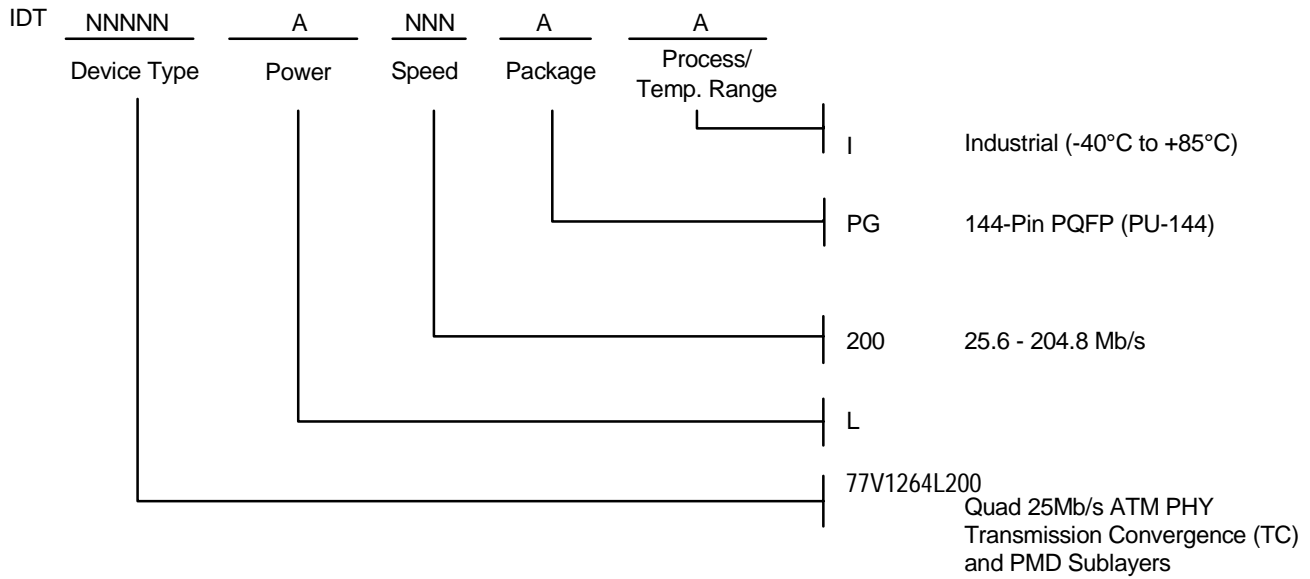 IDT NNNNN A NNN A A
Device Type Power Speed Package Process/
Temp. Range
I Industrial (-40°C to +85°C)
PG 144-Pin PQFP (PU-144)
200 25.6 - 204.8 Mb/s
L
77V1264L200
Quad 25Mb/s ATM PHY
Transmission Convergence (TC)
and PMD Sublayers